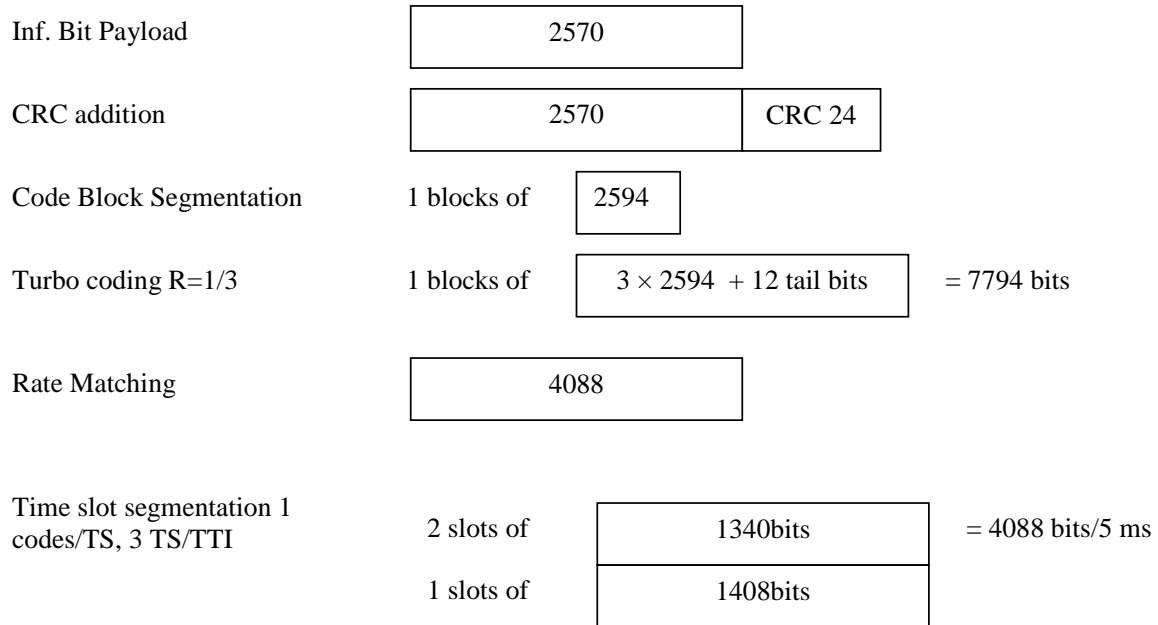 Inf. Bit Payload 2570
CRC addition 2570 CRC 24
Code Block Segmentation 1 blocks of 2594
Turbo coding R=1/3 1 blocks of 3 × 2594 + 12 tail bits = 7794 bits
Rate Matching 4088
Time slot segmentation 1
codes/TS, 3 TS/TTI 2 slots of 1340bits = 4088 bits/5 ms
1 slots of 1408bits